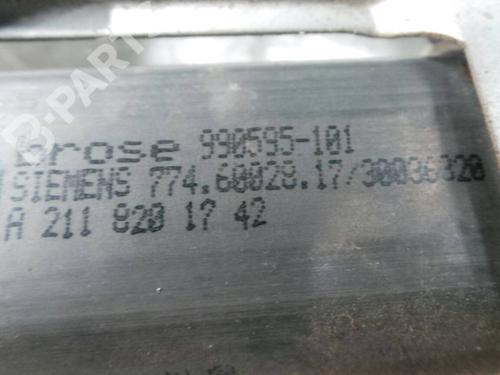 brose 990595-101
SIEMENS 774.60028.17/30036320
A 211 820 17 42